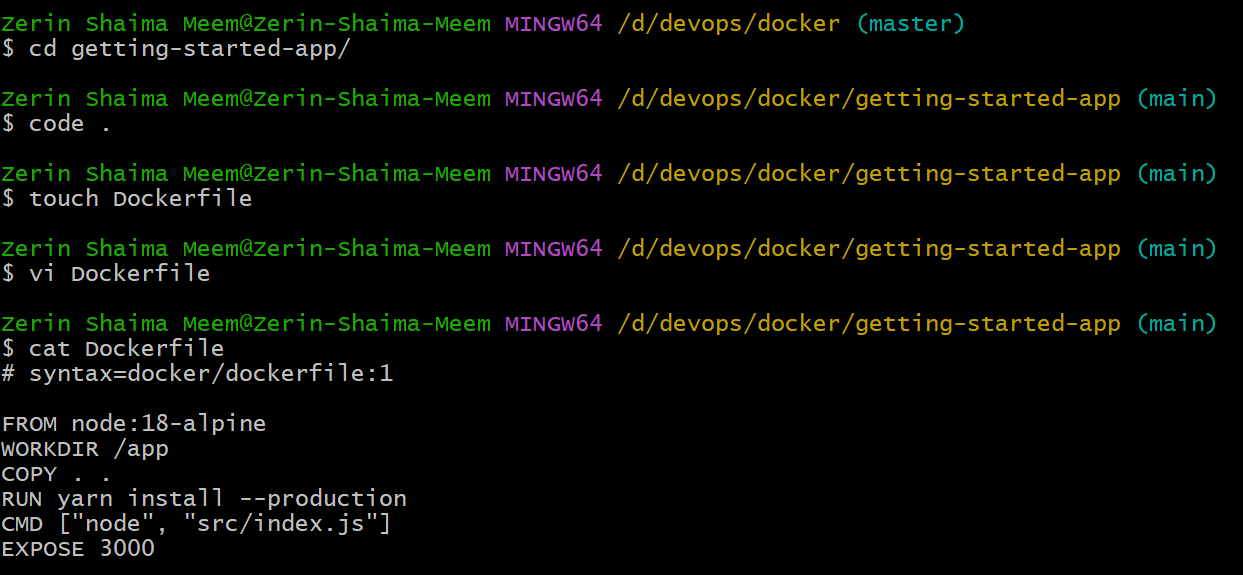 Zerin Shaima Meem@Zerin-Shaima-Meem MINGW64 /d/devops/docker (master)
$ cd getting-started-app/
Zerin Shaima Meem@Zerin-Shaima-Meem MINGW64 /d/devops/docker/getting-started-app (main)
$ code .
Zerin Shaima Meem@Zerin-Shaima-Meem MINGW64 /d/devops/docker/getting-started-app (main)
$ touch Dockerfile
Zerin Shaima Meem@Zerin-Shaima-Meem MINGW64 /d/devops/docker/getting-started-app (main)
$ vi Dockerfile
Zerin Shaima Meem@Zerin-Shaima-Meem MINGW64 /d/devops/docker/getting-started-app (main)
$ cat Dockerfile
# syntax=docker/dockerfile:1
FROM node:18-alpine
WORKDIR /app
COPY . .
RUN yarn install --production
CMD ["node", "src/index.js"]
EXPOSE 3000